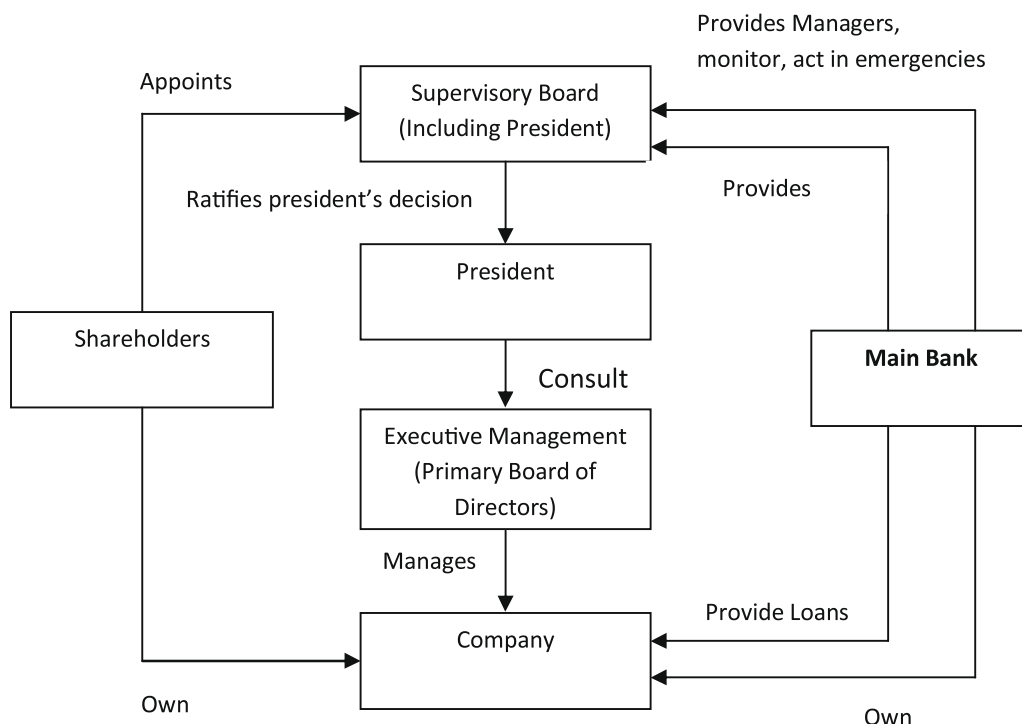 Provides Managers,
monitor, act in emergencies
Appoints
Supervisory Board
(Including President)
Ratifies president’s decision
Provides
President
Shareholders
Main Bank
Consult
Executive Management
(Primary Board of
Directors)
Manages
Provide Loans
Company
Own
Own